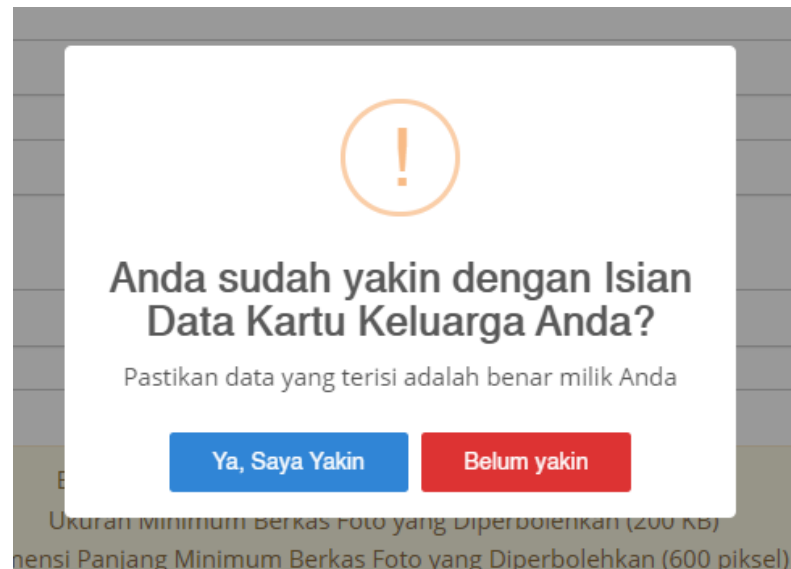 !
Anda sudah yakin dengan Isian
Data Kartu Keluarga Anda?
Pastikan data yang terisi adalah benar milik Anda
Ya, Saya Yakin
Belum yakin
Ukuran Minimum Berkas Foto yang Diperbolehkan (200 KB)
Panjang Minimum Berkas Foto yang Diperbolehkan (600 piksel)